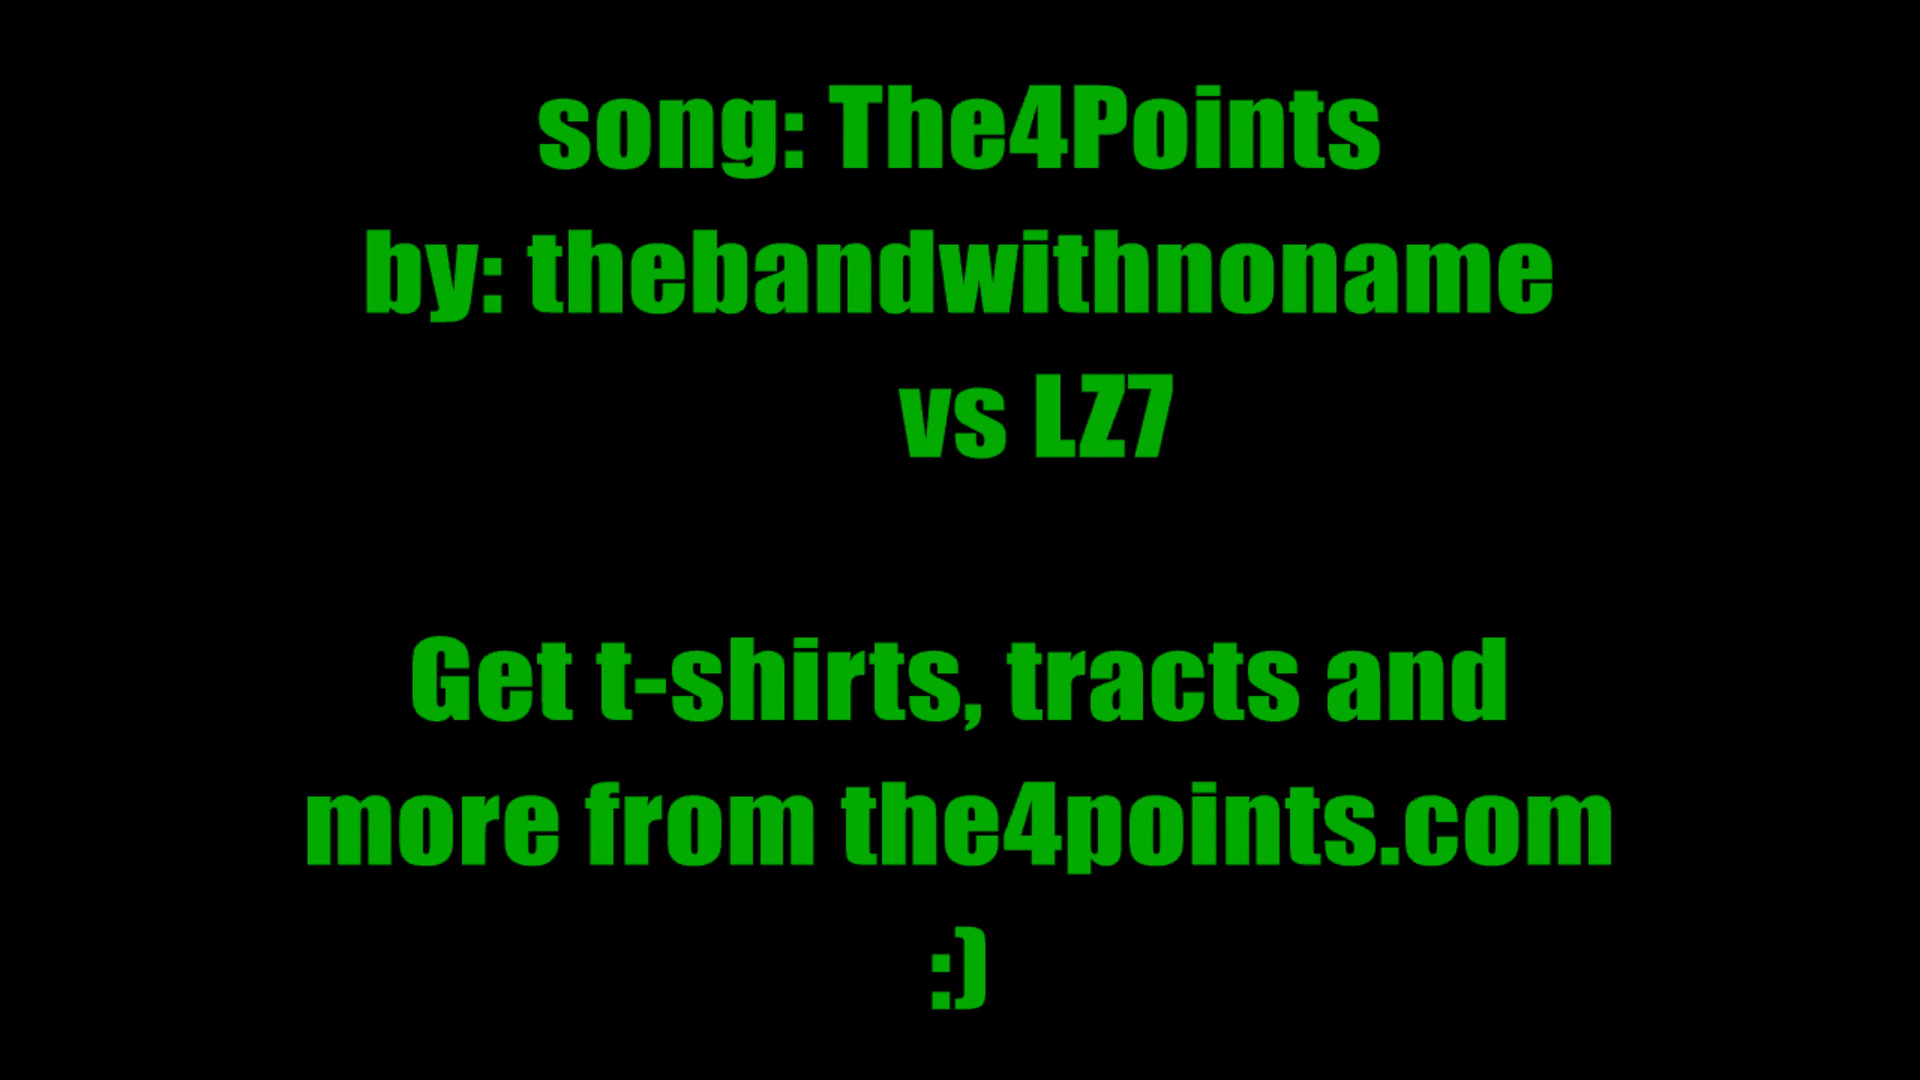 song: The4Points
by: thebandwithnoname
vs LZ7
Get t-shirts, tracts and
more from the4points.com
:)